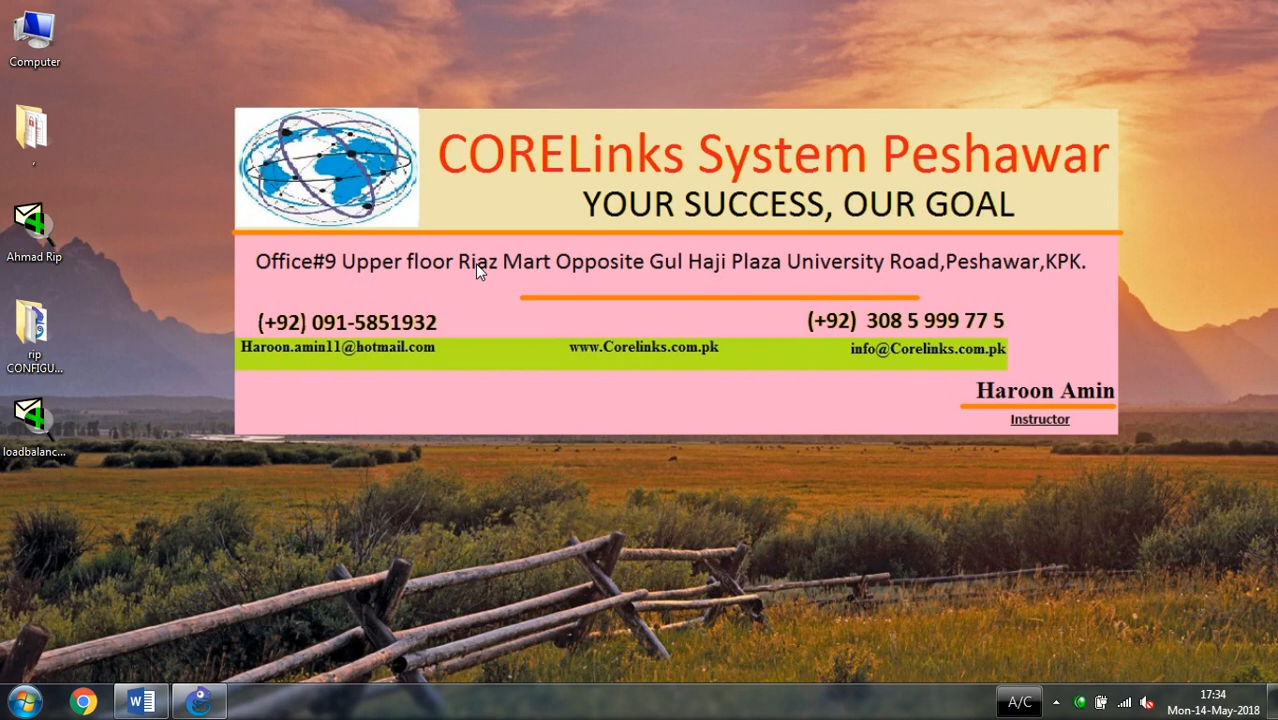 Computer
,
Ahmad Rip
rip
CONFIGU...
loadbalanc...
CORELinks System Peshawar
YOUR SUCCESS, OUR GOAL
Office#9 Upper floor Riaz Mart Opposite Gul Haji Plaza University Road,Peshawar,KPK.
(+92) 091-5851932
(+92) 308 5 999 77 5
Haroon.amin11@hotmail.com
www.Corelinks.com.pk
info@Corelinks.com.pk
Haroon Amin
Instructor
A/C
17:34
Mon-14-May-2018